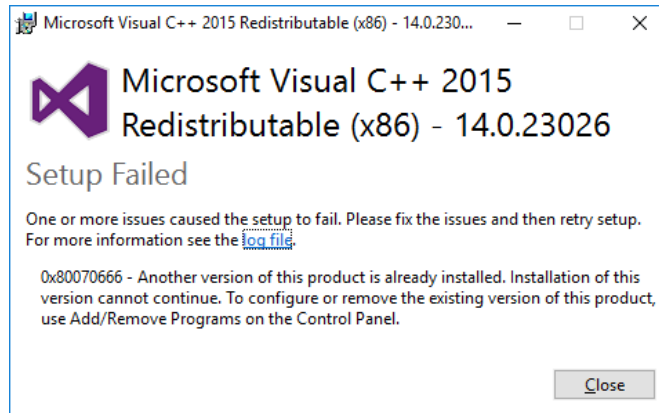 Microsoft Visual C++ 2015 Redistributable (x86) - 14.0.230...
Microsoft Visual C++ 2015
Redistributable (x86) - 14.0.23026
Setup Failed
One or more issues caused the setup to fail. Please fix the issues and then retry setup.
For more information see the log file.
0x80070666 - Another version of this product is already installed. Installation of this
version cannot continue. To configure or remove the existing version of this product,
use Add/Remove Programs on the Control Panel.
Close